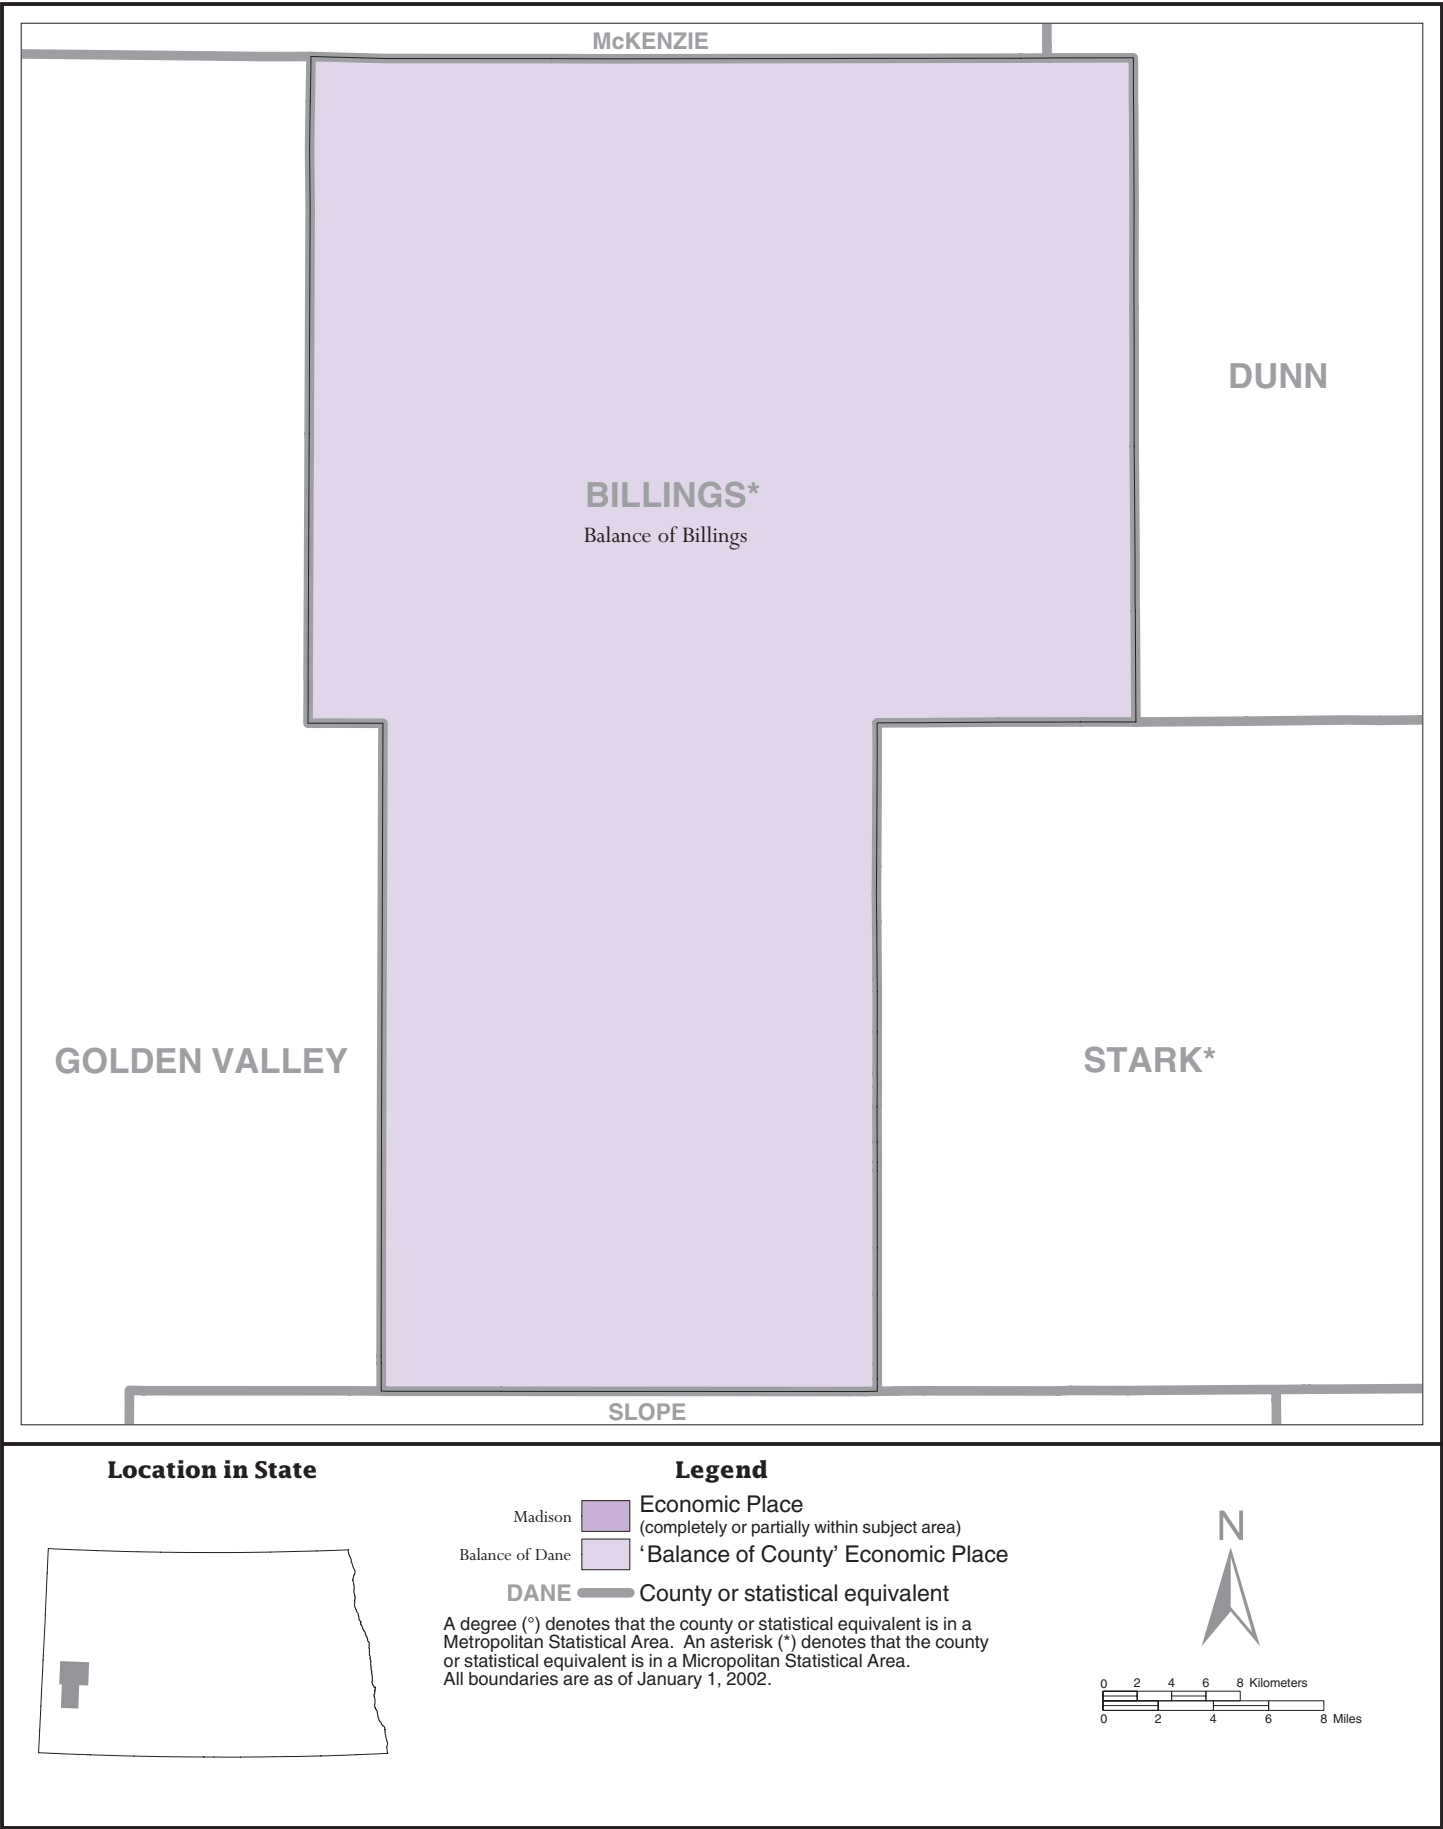 McKENZIE
DUNN
BILLINGS*
Balance of Billings
GOLDEN VALLEY
STARK*
SLOPE
Location in State
Legend
Madison
Economic Place
(completely or partially within subject area)
Balance of Dane
‘Balance of County’ Economic Place
DANE
County or statistical equivalent
A degree (°) denotes that the county or statistical equivalent is in a
Metropolitan Statistical Area.  An asterisk (*) denotes that the county
or statistical equivalent is in a Micropolitan Statistical Area.
All boundaries are as of January 1, 2002.
N
0 2 4 6 8 Kilometers
0 2 4 6 8 Miles